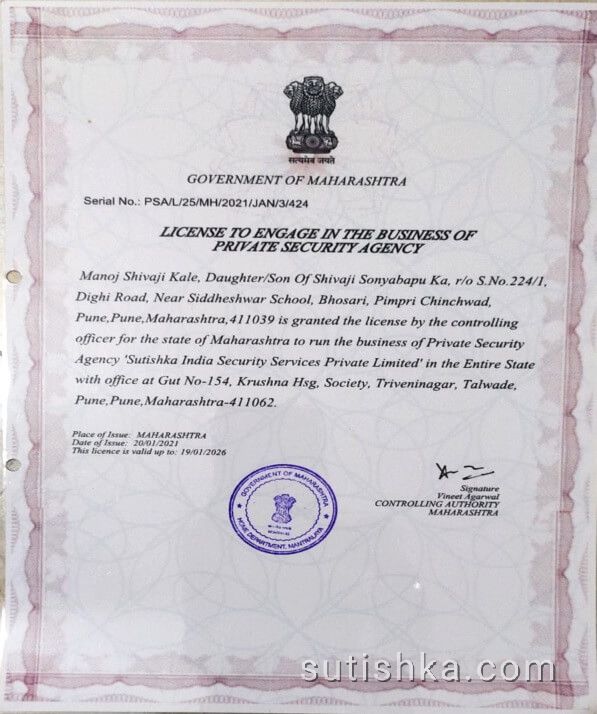 सत्यमेव जयते
GOVERNMENT OF MAHARASHTRA
Serial No.: PSA/L/25/MH/2021/JAN/3/424
LICENSE TO ENGAGE IN THE BUSINESS OF
PRIVATE SECURITY AGENCY
Manoj Shivaji Kale, Daughter/Son Of Shivaji Sonyabapu Ka, r/o S.No.224/1,
Dighi Road, Near Siddheshwar School, Bhosari, Pimpri Chinchwad,
Pune,Pune,Maharashtra,411039 is granted the license by the controlling
officer for the state of Maharashtra to run the business of Private Security
Agency 'Sutishka India Security Services Private Limited' in the Entire State
with office at Gut No-154, Krushna Hsg, Society, Triveninagar, Talwade,
Pune,Pune,Maharashtra-411062.
Place of Issue: MAHARASHTRA
Date of Issue: 20/01/2021
This licence is valid up to: 19/01/2026
Signature
Vineet Agarwal
CONTROLLING AUTHORITY
MAHARASHTRA
GOVERNMENT OF MAHARASHTRA
HOME DEPARTMENT, MANTRALAYA
sutishka.com